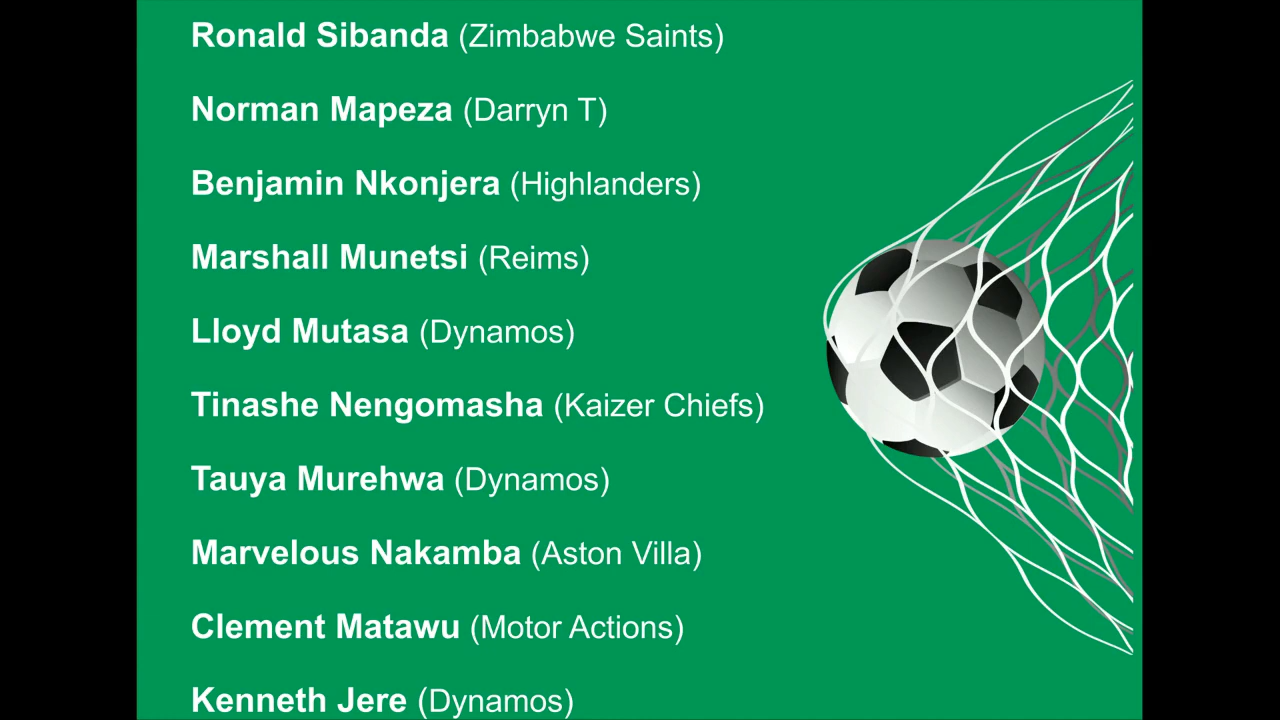 Ronald Sibanda (Zimbabwe Saints)
Norman Mapeza (Darryn T)
Benjamin Nkonjera (Highlanders)
Marshall Munetsi (Reims)
Lloyd Mutasa (Dynamos)
Tinashe Nengomasha (Kaizer Chiefs)
Tauya Murehwa (Dynamos)
Marvelous Nakamba (Aston Villa)
Clement Matawu (Motor Actions)
Kenneth Jere (Dynamos)